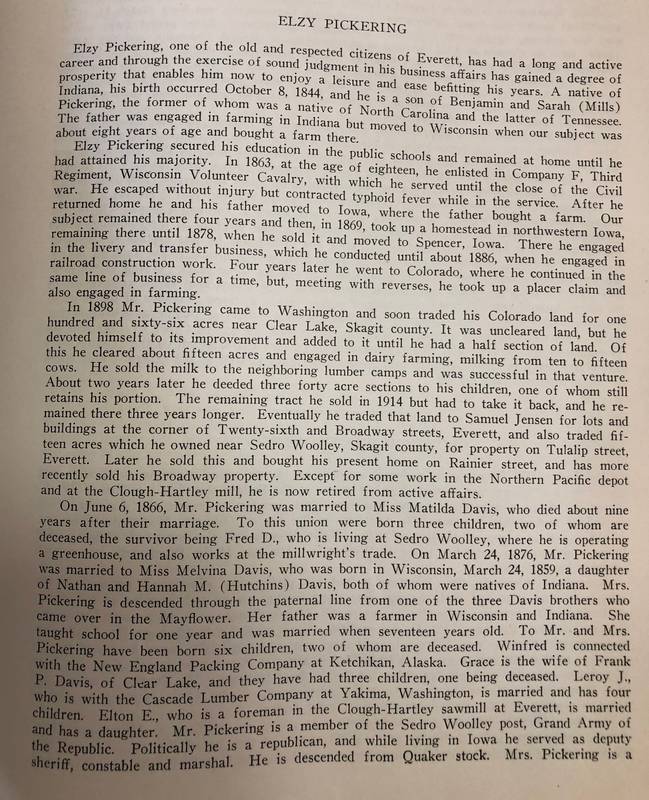 ELZY PICKERING
Elzy Pickering, one of the old and respected citizens of Everett, has had a long and active
career and through the exercise of sound judgment in his business affairs has gained a degree of
prosperity that enables him now to enjoy a leisure and ease befitting his years. A native of
Indiana, his birth occurred October 8, 1844, and he is a son of Benjamin and Sarah (Mills)
Pickering, the former of whom was a native of North Carolina and the latter of Tennessee.
The father was engaged in farming in Indiana but moved to Wisconsin when our subject was
about eight years of age and bought a farm there.
Elzy Pickering secured his education in the public schools and remained at home until he
had attained his majority. In 1863, at the age of eighteen, he enlisted in Company F, Third
Regiment, Wisconsin Volunteer Cavalry, with which he served until the close of the Civil
war. He escaped without injury but contracted typhoid fever while in the service. After he
returned home he and his father moved to Iowa, where the father bought a farm. Our
subject remained there four years and then, in 1869, took up a homestead in northwestern Iowa,
remaining there until 1878, when he sold it and moved to Spencer, Iowa. There he engaged
in the livery and transfer business, which he conducted until about 1886, when he engaged in
railroad construction work. Four years later he went to Colorado, where he continued in the
same line of business for a time, but, meeting with reverses, he took up a placer claim and
also engaged in farming.
In 1898 Mr. Pickering came to Washington and soon traded his Colorado land for one
hundred and sixty-six acres near Clear Lake, Skagit county. It was uncleared land, but he
devoted himself to its improvement and added to it until he had a half section of land. Of
this he cleared about fifteen acres and engaged in dairy farming, milking from ten to fifteen
cows. He sold the milk to the neighboring lumber camps and was successful in that venture.
About two years later he deeded three forty acre sections to his children, one of whom still
retains his portion. The remaining tract he sold in 1914 but had to take it back, and he re-
mained there three years longer. Eventually he traded that land to Samuel Jensen for lots and
buildings at the corner of Twenty-sixth and Broadway streets, Everett, and also traded fif-
teen acres which he owned near Sedro Woolley, Skagit county, for property on Tulalip street,
Everett. Later he sold this and bought his present home on Rainier street, and has more
recently sold his Broadway property. Except for some work in the Northern Pacific depot
and at the Clough-Hartley mill, he is now retired from active affairs.
On June 6, 1866, Mr. Pickering was married to Miss Matilda Davis, who died about nine
years after their marriage. To this union were born three children, two of whom are
deceased, the survivor being Fred D., who is living at Sedro Woolley, where he is operating
a greenhouse, and also works at the millwright's trade. On March 24, 1876, Mr. Pickering
was married to Miss Melvina Davis, who was born in Wisconsin, March 24, 1859, a daughter
of Nathan and Hannah M. (Hutchins) Davis, both of whom were natives of Indiana. Mrs.
Pickering is descended through the paternal line from one of the three Davis brothers who
came over in the Mayflower. Her father was a farmer in Wisconsin and Indiana. She
taught school for one year and was married when seventeen years old. To Mr. and Mrs.
Pickering have been born six children, two of whom are deceased. Winfred is connected
with the New England Packing Company at Ketchikan, Alaska. Grace is the wife of Frank
P. Davis, of Clear Lake, and they have had three children, one being deceased. Leroy J.,
who is with the Cascade Lumber Company at Yakima, Washington, is married and has four
children. Elton E., who is a foreman in the Clough-Hartley sawmill at Everett, is married
and has a daughter. Mr. Pickering is a member of the Sedro Woolley post, Grand Army of
the Republic. Politically he is a republican, and while living in Iowa he served as deputy
sheriff, constable and marshal. He is descended from Quaker stock. Mrs. Pickering is a